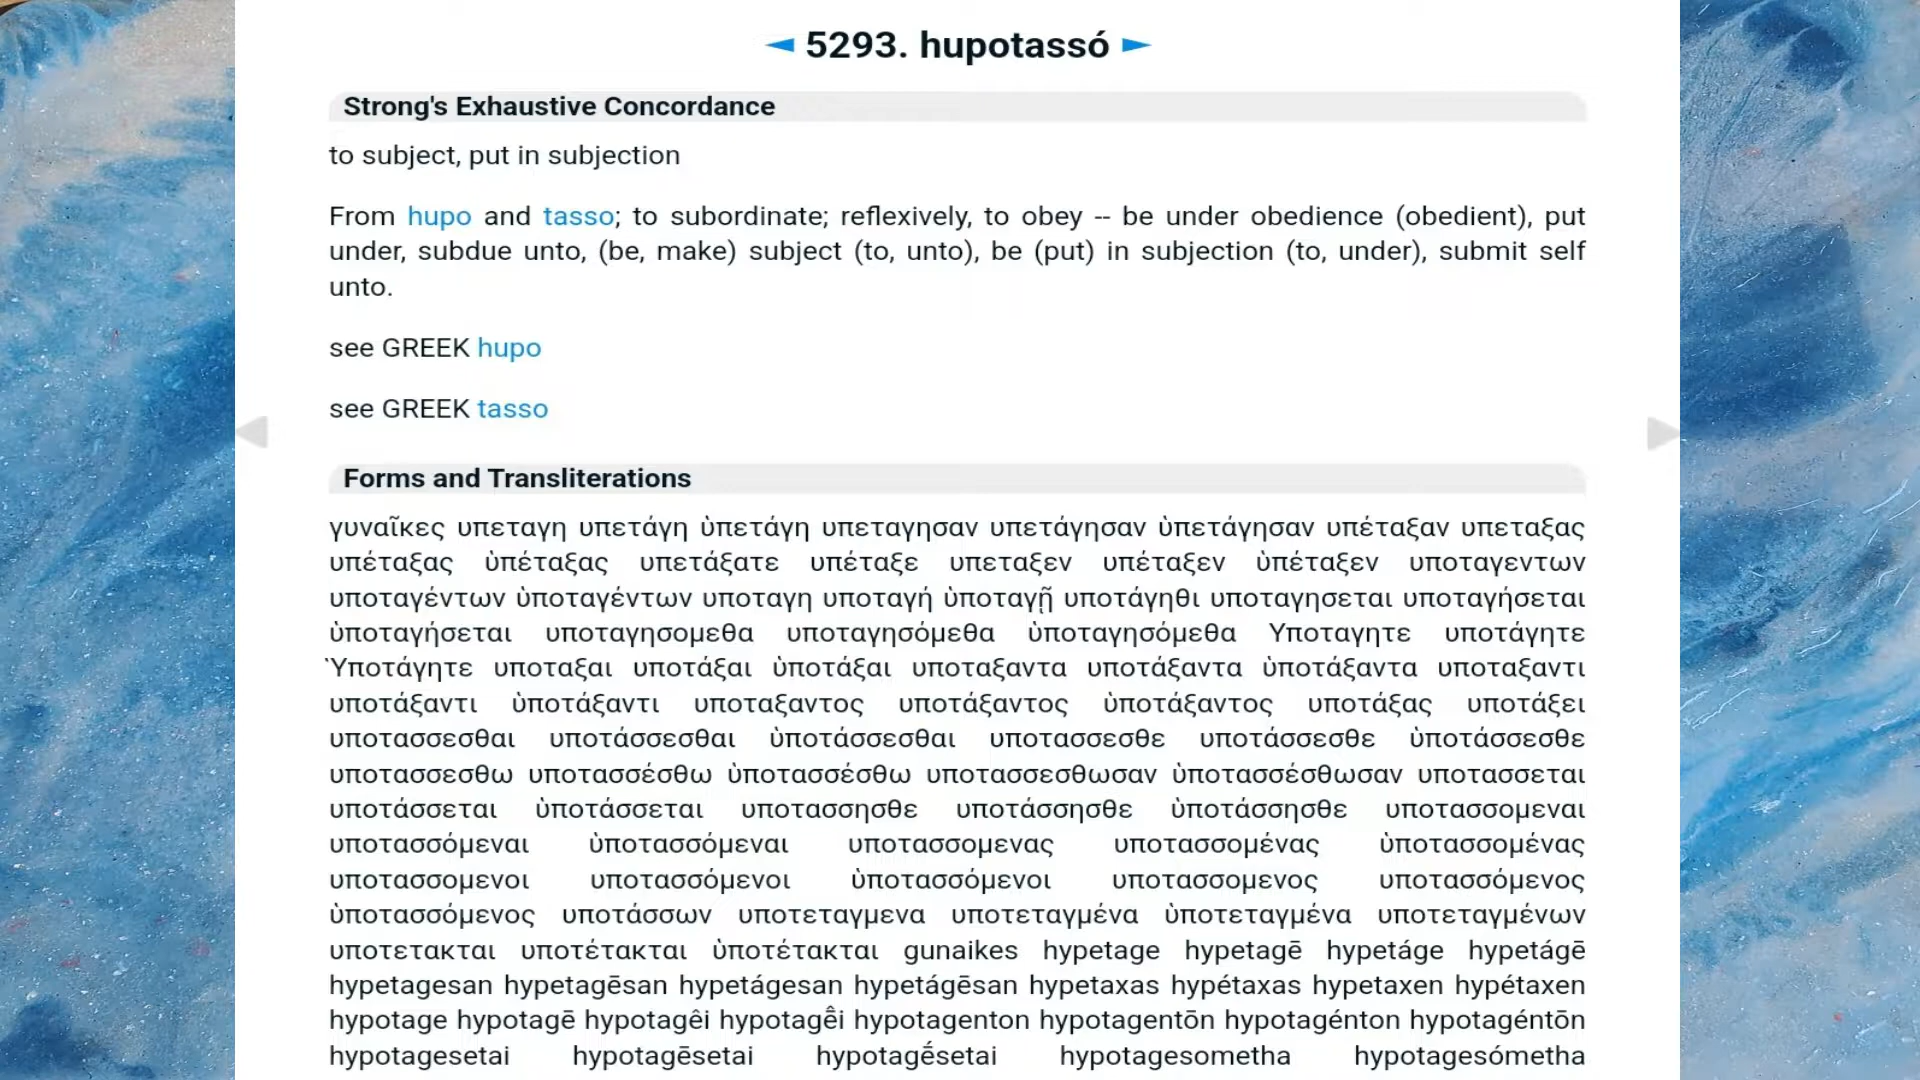 ◄ 5293. hupotassó ►
Strong's Exhaustive Concordance
to subject, put in subjection
From hupo and tasso; to subordinate; reflexively, to obey -- be under obedience (obedient), put
under, subdue unto, (be, make) subject (to, unto), be (put) in subjection (to, under), submit self
unto.
see GREEK hupo
see GREEK tasso
Forms and Transliterations
γυναῖκες υπεταγη υπετάγη ὑπετάγη υπεταγησαν υπετάγησαν ὑπετάγησαν υπέταξαν υπεταξας
υπέταξας ὑπέταξας υπετάξατε υπέταξε υπεταξεν υπέταξεν ὑπέταξεν υποταγεντων
υποταγέντων ὑποταγέντων υποταγη υποταγή ὑποταγῇ υποτάγηθι υποταγησεται υποταγήσεται
ὑποταγήσεται υποταγησομεθα υποταγησόμεθα ὑποταγησόμεθα Υποταγητε υποτάγητε
Ὑποτάγητε υποταξαι υποτάξαι ὑποτάξαι υποταξαντα υποτάξαντα ὑποτάξαντα υποταξαντι
υποτάξαντι ὑποτάξαντι υποταξαντος υποτάξαντος ὑποτάξαντος υποτάξας υποτάξει
υποτασσεσθαι υποτάσσεσθαι ὑποτάσσεσθαι υποτασσεσθε υποτάσσεσθε ὑποτάσσεσθε
υποτασσεσθω υποτασσέσθω ὑποτασσέσθω υποτασσεσθωσαν ὑποτασσέσθωσαν υποτασσεται
υποτάσσεται ὑποτάσσεται υποτασσησθε υποτάσσησθε ὑποτάσσησθε υποτασσομεναι
υποτασσόμεναι ὑποτασσόμεναι υποτασσομενας υποτασσομένας ὑποτασσομένας
υποτασσομενοι υποτασσόμενοι ὑποτασσόμενοι υποτασσομενος υποτασσόμενος
ὑποτασσόμενος υποτάσσων υποτεταγμενα υποτεταγμένα ὑποτεταγμένα υποτεταγμένων
υποτετακται υποτέτακται ὑποτέτακται gunaikes hypetage hypetagē hypetáge hypetágē
hypetagesan hypetagēsan hypetágesan hypetágēsan hypetaxas hypétaxas hypetaxen hypétaxen
hypotage hypotagē hypotagêi hypotagē̂i hypotagenton hypotagentōn hypotagénton hypotagéntōn
hypotagesetai hypotagēsetai hypotagḗsetai hypotagesometha hypotagesómetha